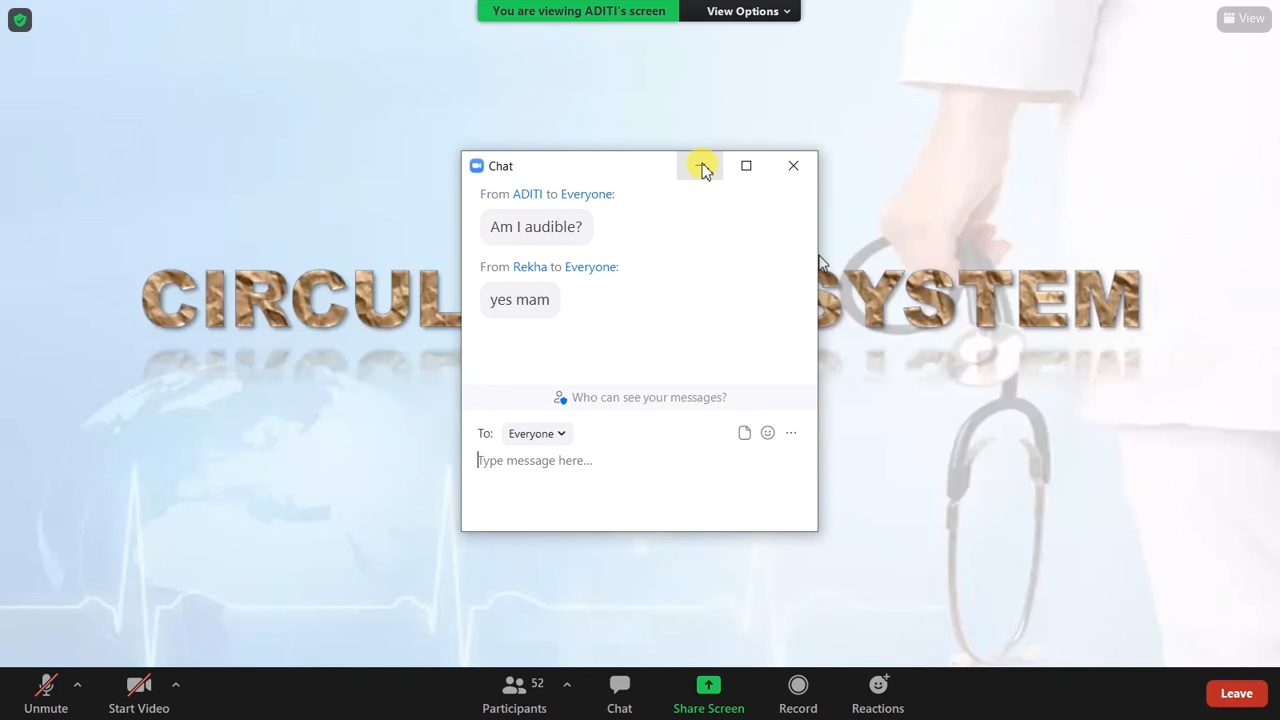 You are viewing ADITI's screen View Options
View
Chat
From ADITI to Everyone:
Am I audible?
From Rekha to Everyone:
yes mam
CIRCUL SYSTEM
Who can see your messages?
To: Everyone
Type message here...
Unmute
Start Video
52
Participants
Chat
Share Screen
Record
Reactions
Leave